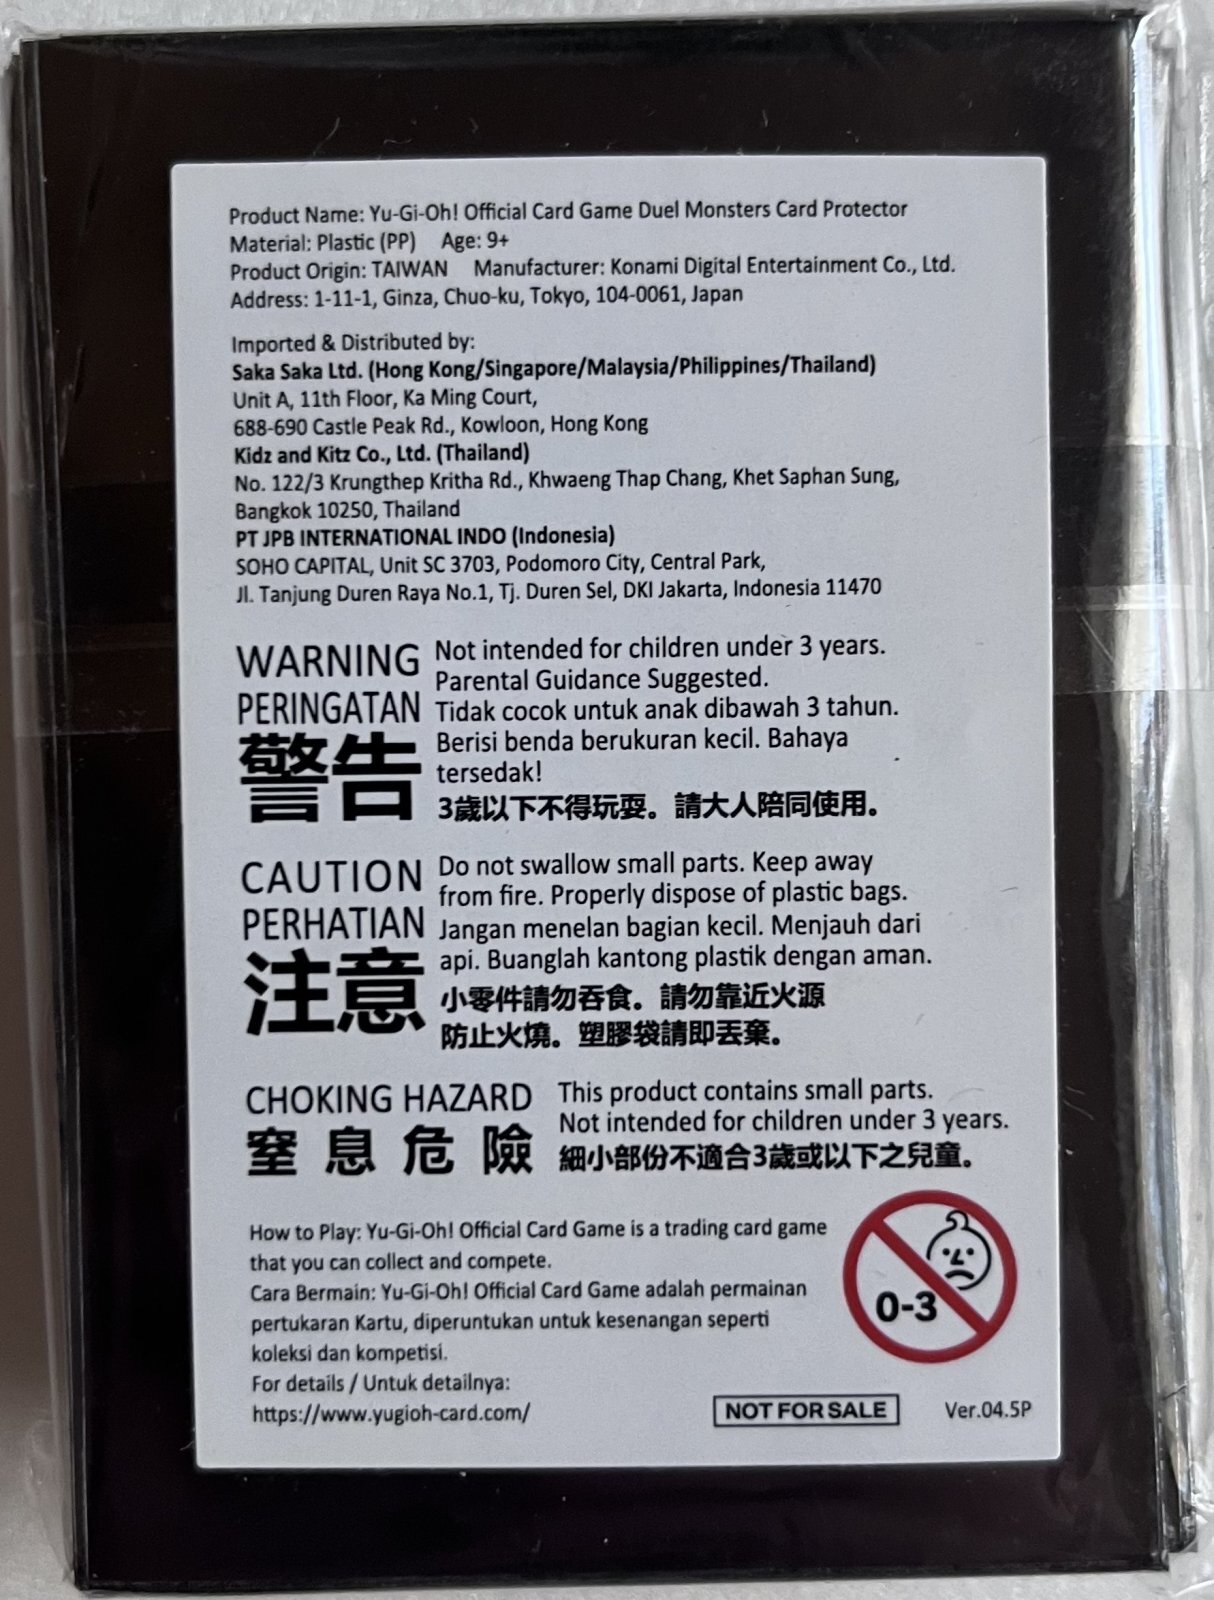 Product Name: Yu-Gi-Oh! Official Card Game Duel Monsters Card Protector
Material: Plastic (PP)   Age: 9+
Product Origin: TAIWAN   Manufacturer: Konami Digital Entertainment Co., Ltd.
Address: 1-11-1, Ginza, Chuo-ku, Tokyo, 104-0061, Japan
Imported & Distributed by:
Saka Saka Ltd. (Hong Kong/Singapore/Malaysia/Philippines/Thailand)
Unit A, 11th Floor, Ka Ming Court,
688-690 Castle Peak Rd., Kowloon, Hong Kong
Kidz and Kitz Co., Ltd. (Thailand)
No. 122/3 Krungthep Kritha Rd., Khwaeng Thap Chang, Khet Saphan Sung,
Bangkok 10250, Thailand
PT JPB INTERNATIONAL INDO (Indonesia)
SOHO CAPITAL, Unit SC 3703, Podomoro City, Central Park,
Jl. Tanjung Duren Raya No.1, Tj. Duren Sel, DKI Jakarta, Indonesia 11470
WARNING
PERINGATAN
警告
Not intended for children under 3 years.
Parental Guidance Suggested.
Tidak cocok untuk anak dibawah 3 tahun.
Berisi benda berukuran kecil. Bahaya
tersedak!
3歲以下不得玩耍。請大人陪同使用。
CAUTION
PERHATIAN
注意
Do not swallow small parts. Keep away
from fire. Properly dispose of plastic bags.
Jangan menelan bagian kecil. Menjauh dari
api. Buanglah kantong plastik dengan aman.
小零件請勿吞食。請勿靠近火源
防止火燒。塑膠袋請即丟棄。
CHOKING HAZARD
窒息危險
This product contains small parts.
Not intended for children under 3 years.
細小部份不適合3歲或以下之兒童。
How to Play: Yu-Gi-Oh! Official Card Game is a trading card game
that you can collect and compete.
Cara Bermain: Yu-Gi-Oh! Official Card Game adalah permainan
pertukaran Kartu, diperuntukan untuk kesenangan seperti
koleksi dan kompetisi.
For details / Untuk detailnya:
https://www.yugioh-card.com/
0-3
NOT FOR SALE
Ver.04.5P